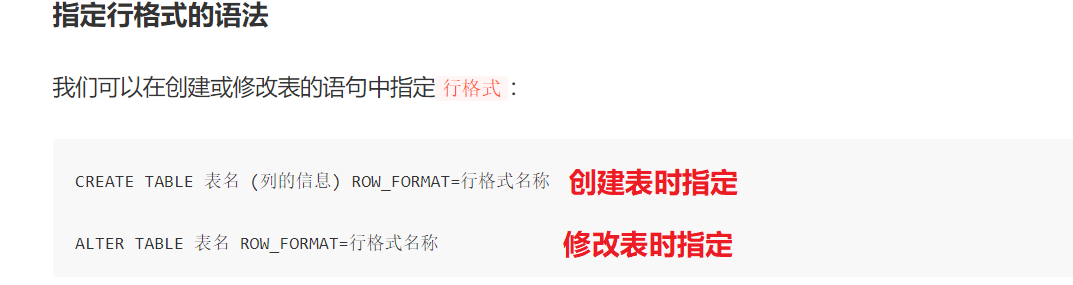 指定行格式的语法
我们可以在创建或修改表的语句中指定 行格式 ：
CREATE TABLE 表名 (列的信息) ROW_FORMAT=行格式名称 创建表时指定
ALTER TABLE 表名 ROW_FORMAT=行格式名称 修改表时指定